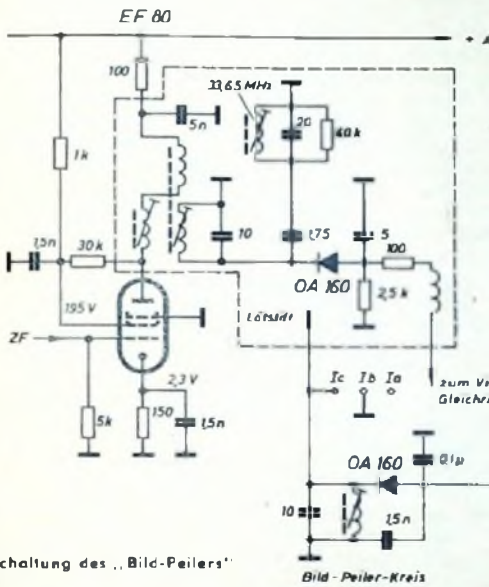 EF 80
+ A
100
33,65 MHz
5n
20
40 k
1k
10
1,75
5
1,5n
30 k
100
OA 160
195 V
Lötstift
2,5 k
ZF
2,3 V
Ic Ib Ia
zum Vi
Gleichri
5k
150
1,5n
OA 160
0,1µ
10
1,5n
chaltung des „Bild-Peilers"
Bild-Peiler-Kreis